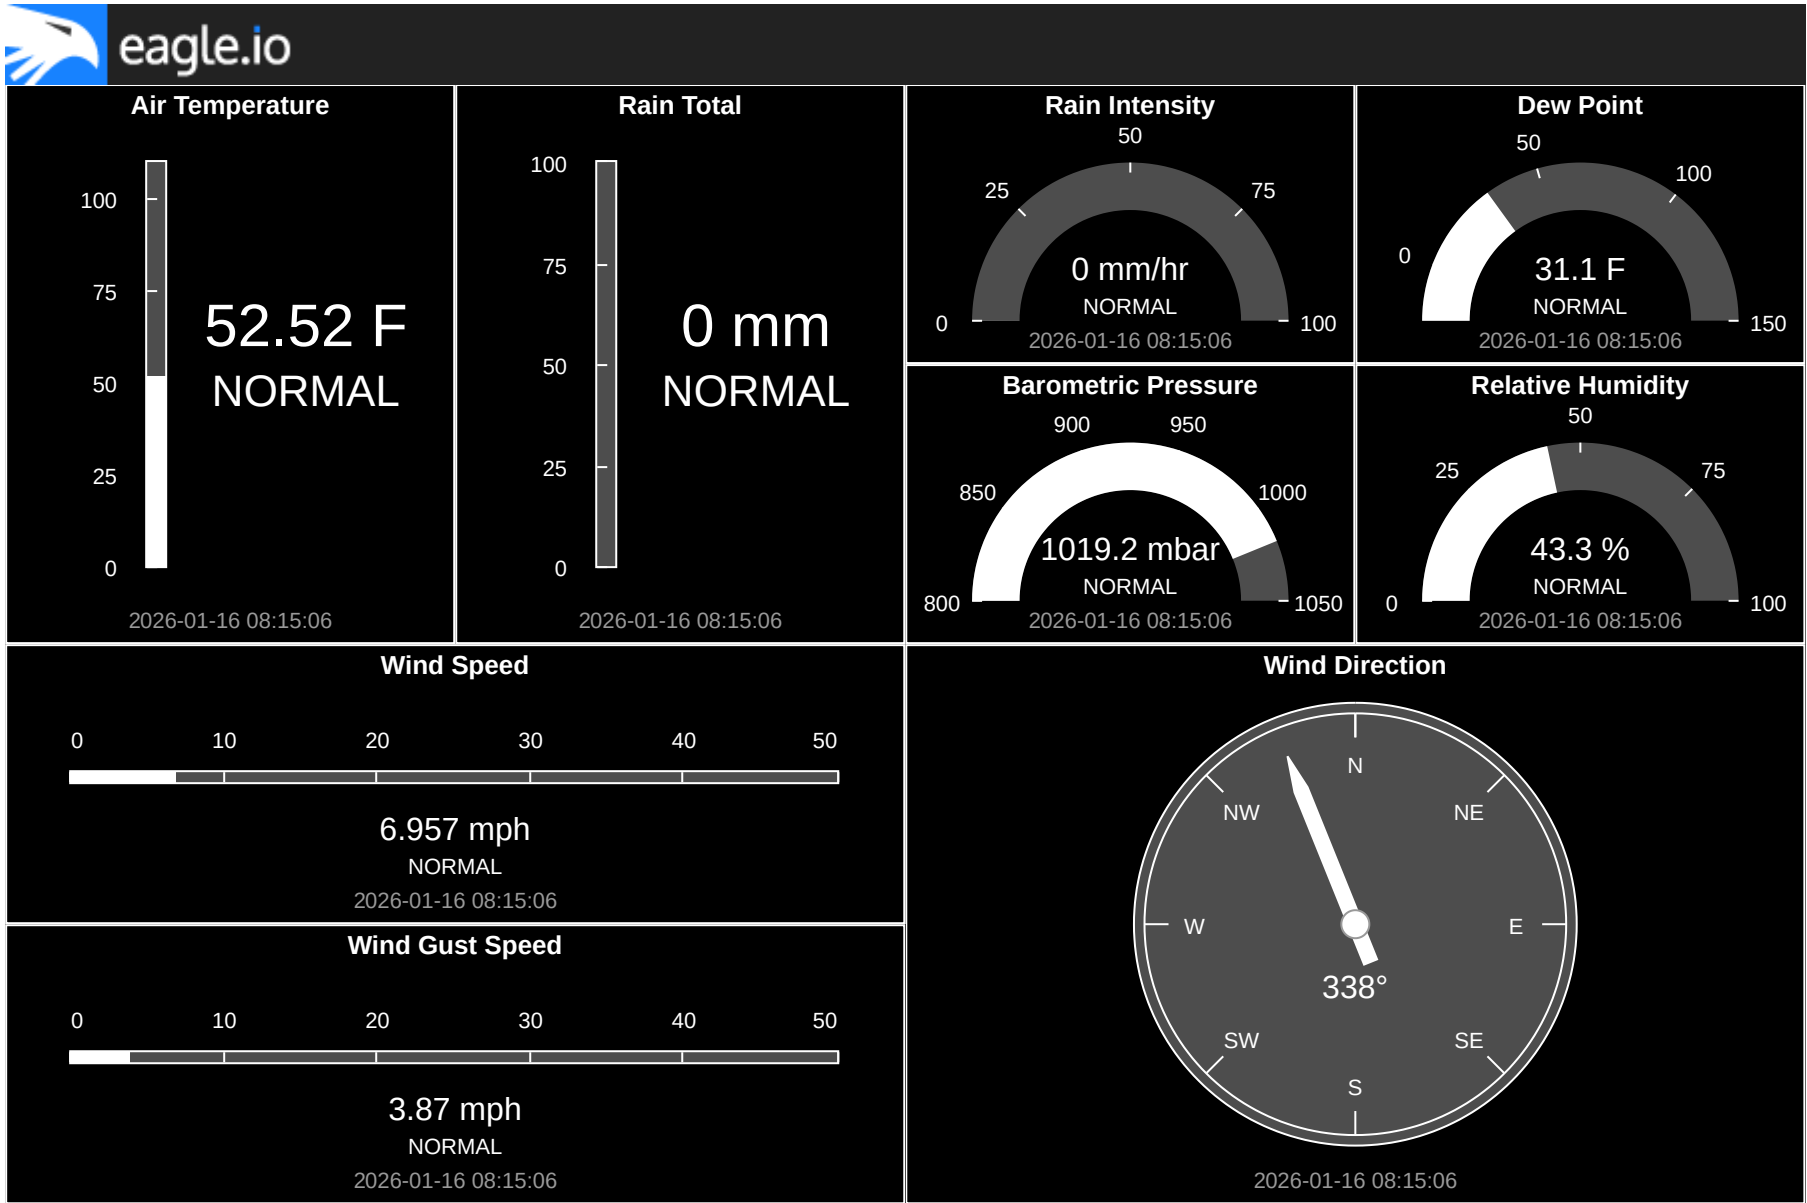 eagle.io
Air Temperature
100
75
50
25
0
52.52 F
NORMAL
2026-01-16 08:15:06
Rain Total
100
75
50
25
0
0 mm
NORMAL
2026-01-16 08:15:06
Rain Intensity
0
25
50
75
100
0 mm/hr
NORMAL
2026-01-16 08:15:06
Dew Point
0
50
100
150
31.1 F
NORMAL
2026-01-16 08:15:06
Barometric Pressure
800
850
900
950
1000
1050
1019.2 mbar
NORMAL
2026-01-16 08:15:06
Relative Humidity
0
25
50
75
100
43.3 %
NORMAL
2026-01-16 08:15:06
Wind Speed
0 10 20 30 40 50
6.957 mph
NORMAL
2026-01-16 08:15:06
Wind Gust Speed
0 10 20 30 40 50
3.87 mph
NORMAL
2026-01-16 08:15:06
Wind Direction
N
NW NE
W E
338°
SW SE
S
2026-01-16 08:15:06